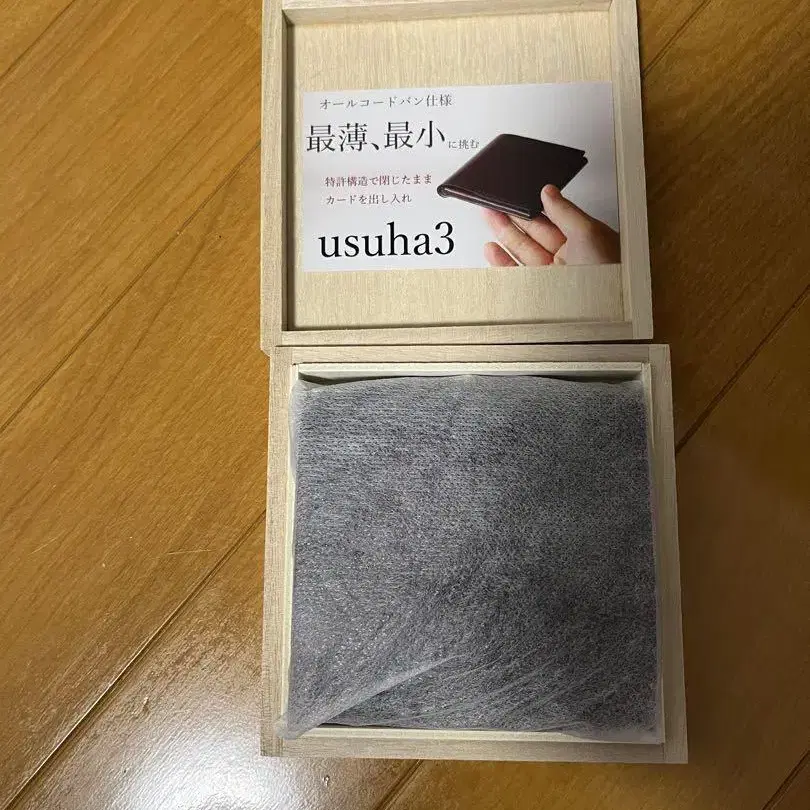 オールコードバン仕様
最薄、最小に挑む
特許構造で閉じたまま
カードを出し入れ
usuha3